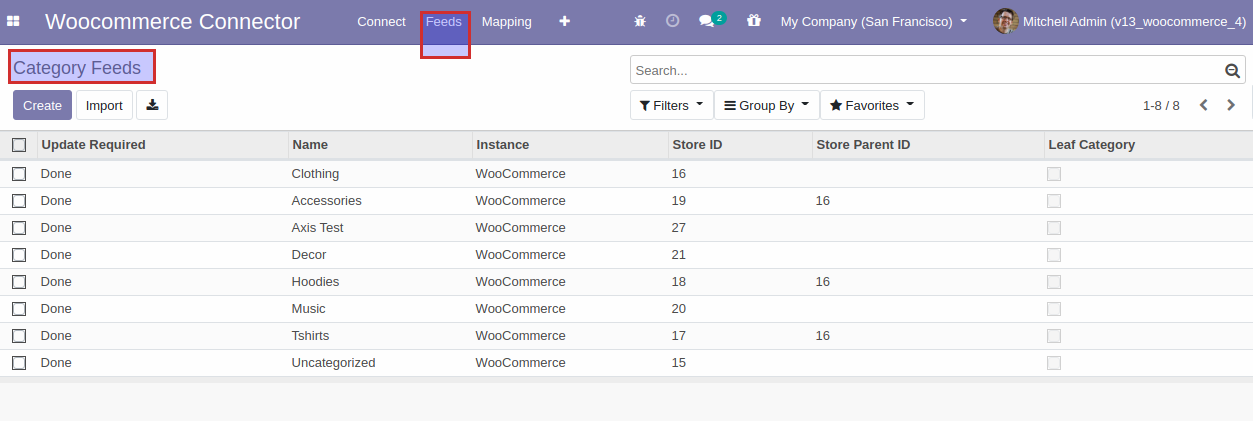 Woocommerce Connector Connect Feeds Mapping 2 My Company (San Francisco) Mitchell Admin (v13_woocommerce_4)
Category Feeds Search...
Create Import Filters Group By Favorites 1-8 / 8
Update Required Name Instance Store ID Store Parent ID Leaf Category
Done Clothing WooCommerce 16
Done Accessories WooCommerce 19 16
Done Axis Test WooCommerce 27
Done Decor WooCommerce 21
Done Hoodies WooCommerce 18 16
Done Music WooCommerce 20
Done Tshirts WooCommerce 17 16
Done Uncategorized WooCommerce 15